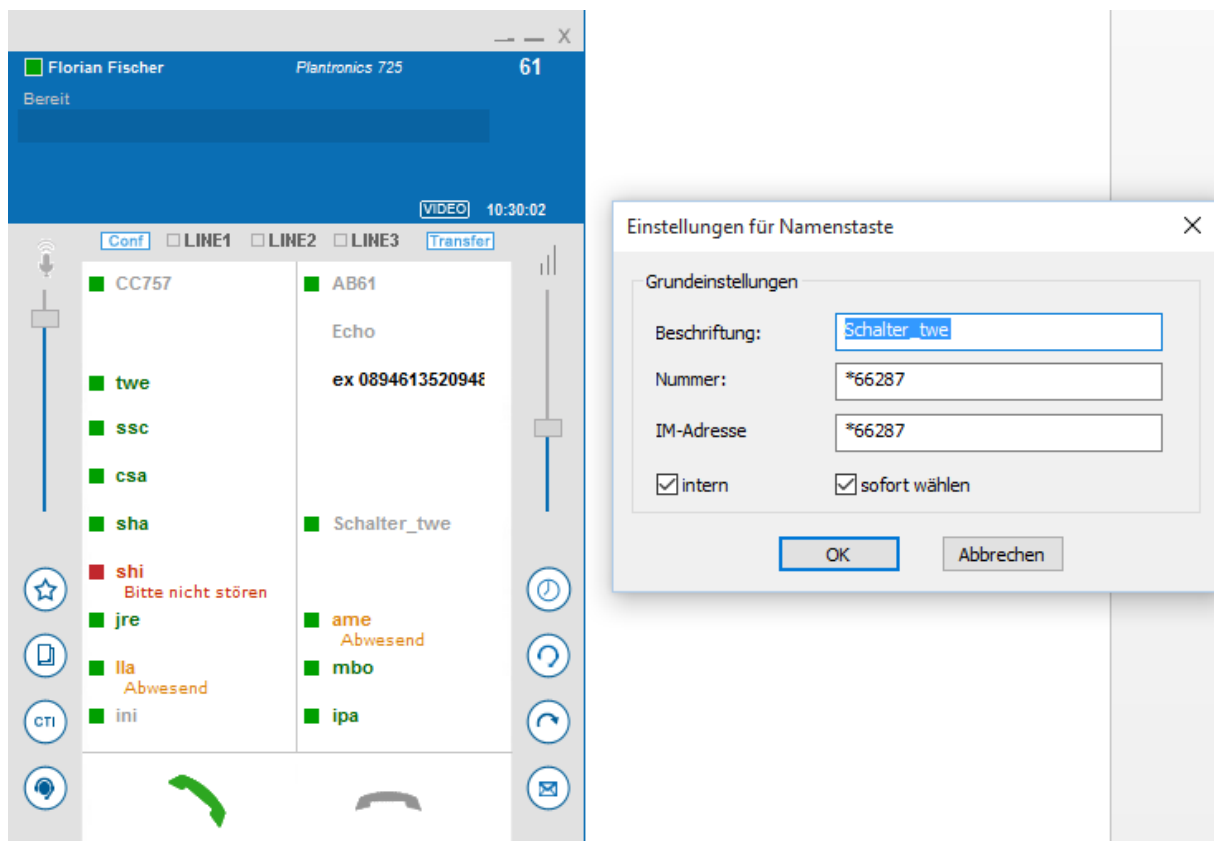 X
Florian Fischer Plantronics 725 61
Bereit
VIDEO 10:30:02
Conf LINE1 LINE2 LINE3 Transfer
CC757 AB61
Echo
twe ex 0894613520948
ssc
csa
sha Schalter_twe
shi
Bitte nicht stören
jre ame
Abwesend
lla mbo
Abwesend
ini ipa
CTI
Einstellungen für Namenstaste
Grundeinstellungen
Beschriftung: Schalter_twe
Nummer: *66287
IM-Adresse *66287
intern sofort wählen
OK Abbrechen